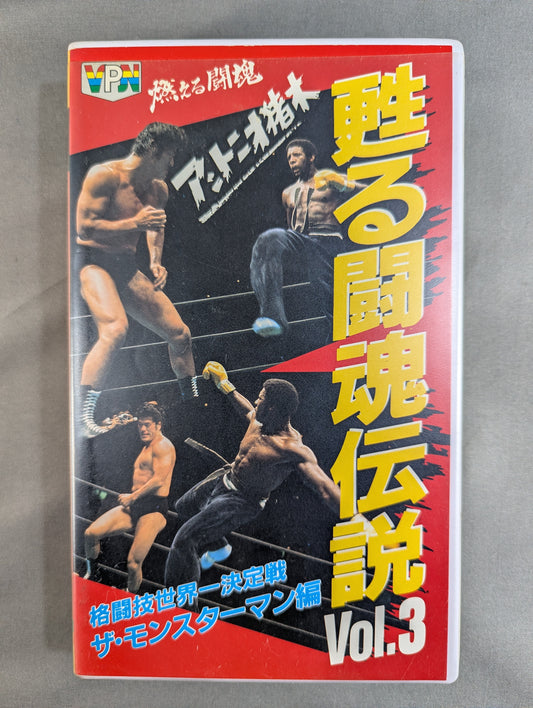 VPN
燃える闘魂
アントニオ猪木
甦る闘魂伝説
Vol.3
格闘技世界一決定戦
ザ・モンスターマン編